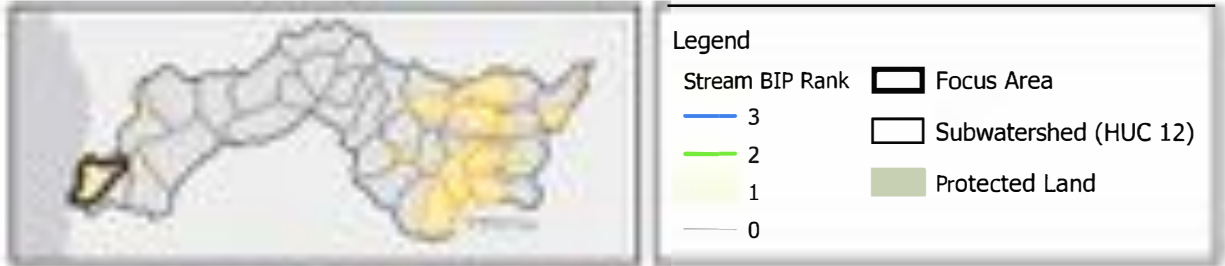 Legend
Stream BIP Rank
3
2
1
0
Focus Area
Subwatershed (HUC 12)
Protected Land